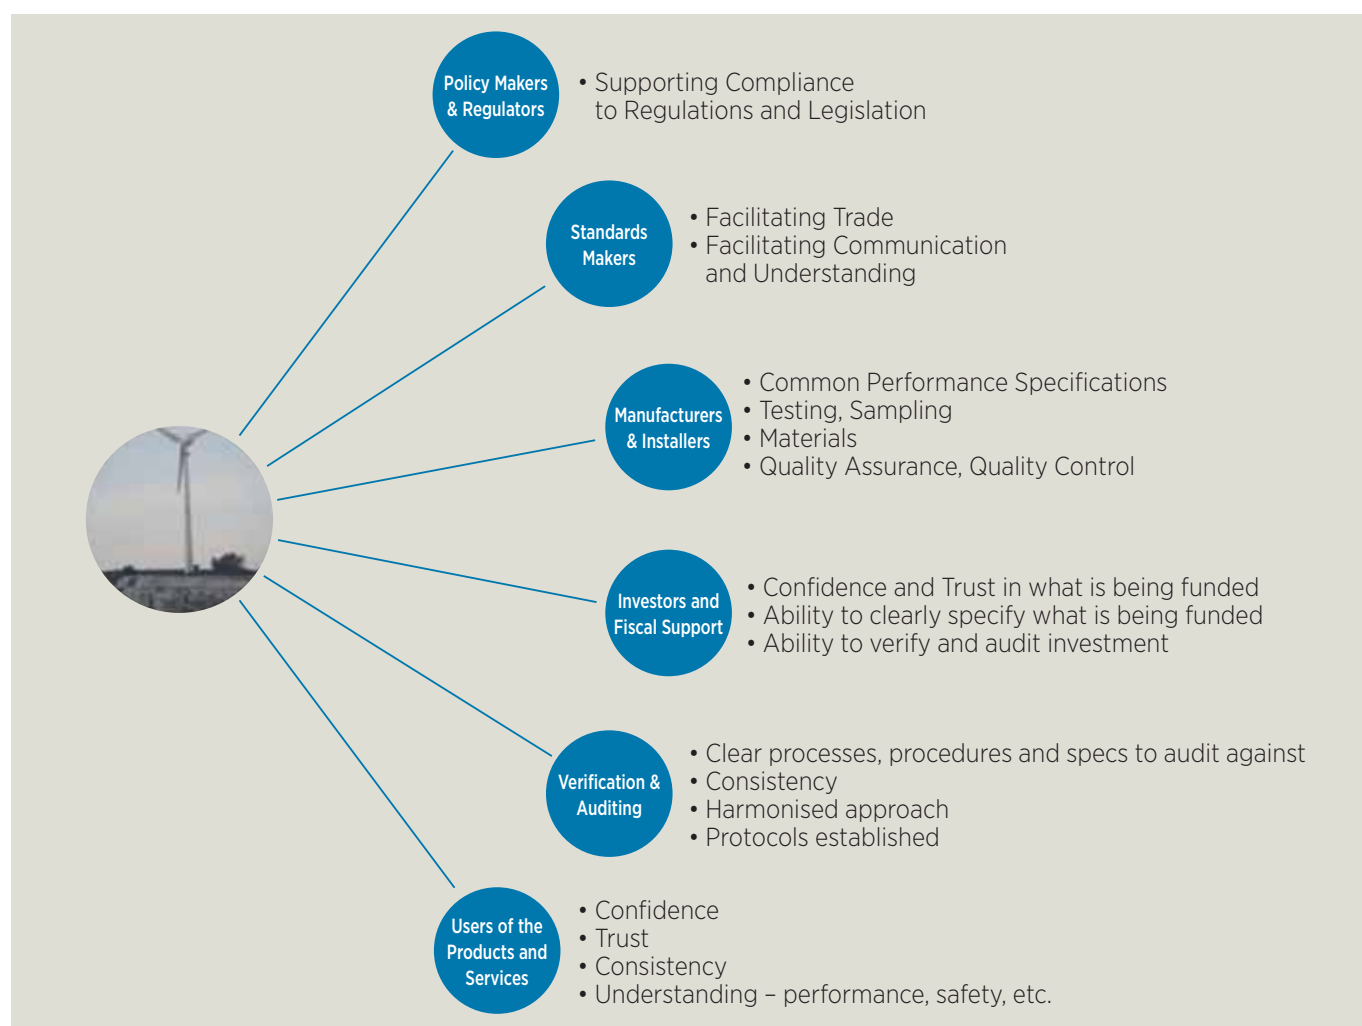 Policy Makers
& Regulators
• Supporting Compliance
to Regulations and Legislation
Standards
Makers
• Facilitating Trade
• Facilitating Communication
and Understanding
Manufacturers
& Installers
• Common Performance Specifications
• Testing, Sampling
• Materials
• Quality Assurance, Quality Control
Investors and
Fiscal Support
• Confidence and Trust in what is being funded
• Ability to clearly specify what is being funded
• Ability to verify and audit investment
Verification &
Auditing
• Clear processes, procedures and specs to audit against
• Consistency
• Harmonised approach
• Protocols established
Users of the
Products and
Services
• Confidence
• Trust
• Consistency
• Understanding – performance, safety, etc.